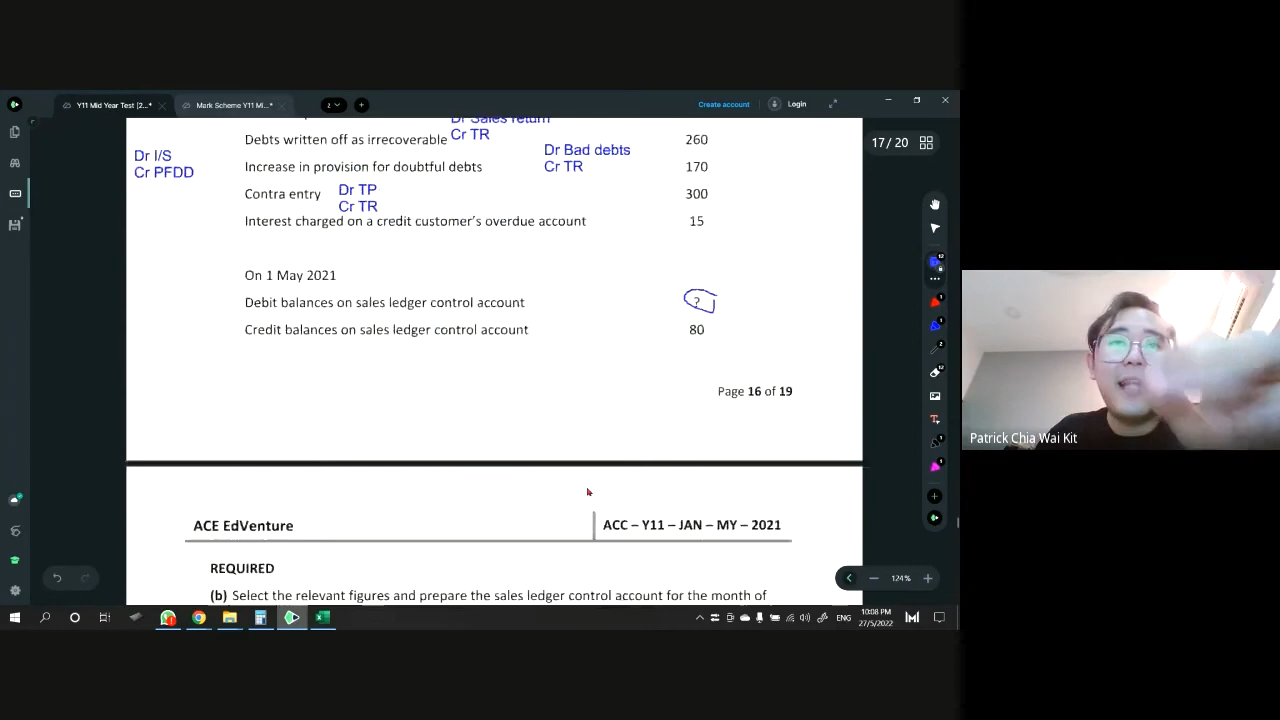 Y11 Mid Year Test (2...*
Mark Scheme Y11 Mi...*
2
Create account
Login
17 / 20
Dr Sales return
Debts written off as irrecoverable
Cr TR
260
Dr I/S
Dr Bad debts
Cr PFDD
Increase in provision for doubtful debts
Cr TR
170
Contra entry
Dr TP
300
Cr TR
Interest charged on a credit customer's overdue account
15
On 1 May 2021
Debit balances on sales ledger control account
?
Credit balances on sales ledger control account
80
Page 16 of 19
ACE EdVenture
ACC – Y11 – JAN – MY – 2021
REQUIRED
(b) Select the relevant figures and prepare the sales ledger control account for the month of
124%
Patrick Chia Wai Kit
ENG
10:08 PM
27/5/2022